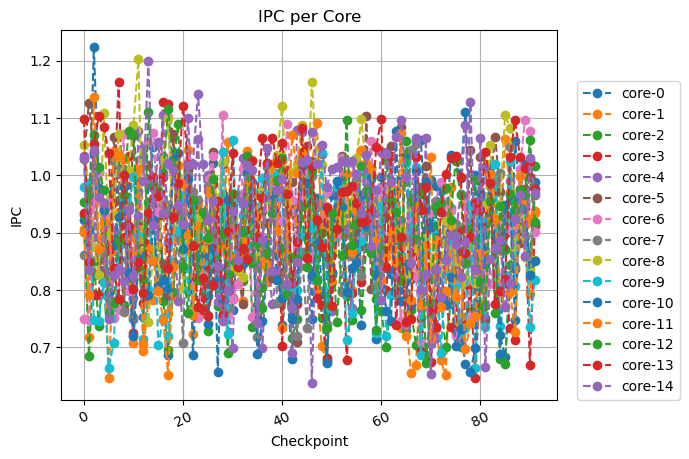 IPC per Core
IPC
1.2
1.1
1.0
0.9
0.8
0.7
0
20
40
60
80
Checkpoint
core-0
core-1
core-2
core-3
core-4
core-5
core-6
core-7
core-8
core-9
core-10
core-11
core-12
core-13
core-14